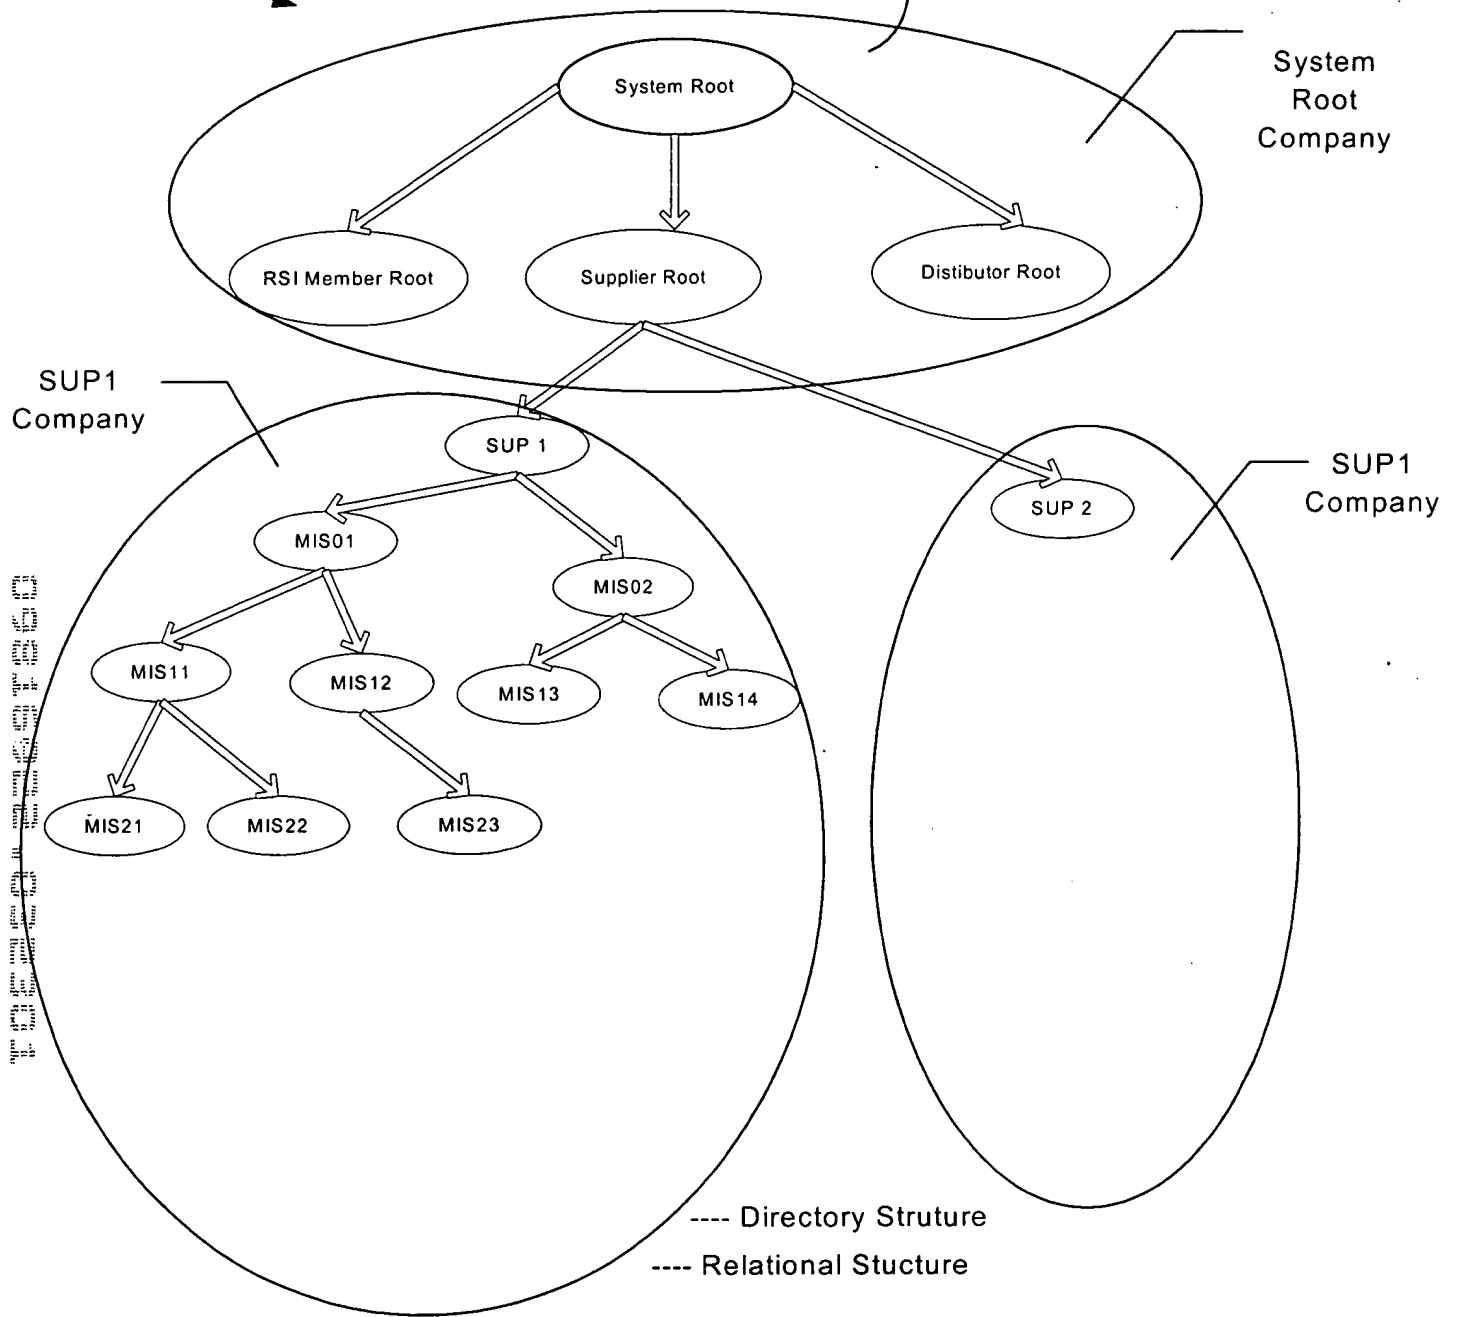 System Root
System
Root
Company
RSI Member Root
Supplier Root
Distibutor Root
SUP1
Company
SUP 1
SUP1
Company
SUP 2
MIS01
MIS02
MIS11
MIS12
MIS13
MIS14
MIS21
MIS22
MIS23
---- Directory Struture
---- Relational Stucture